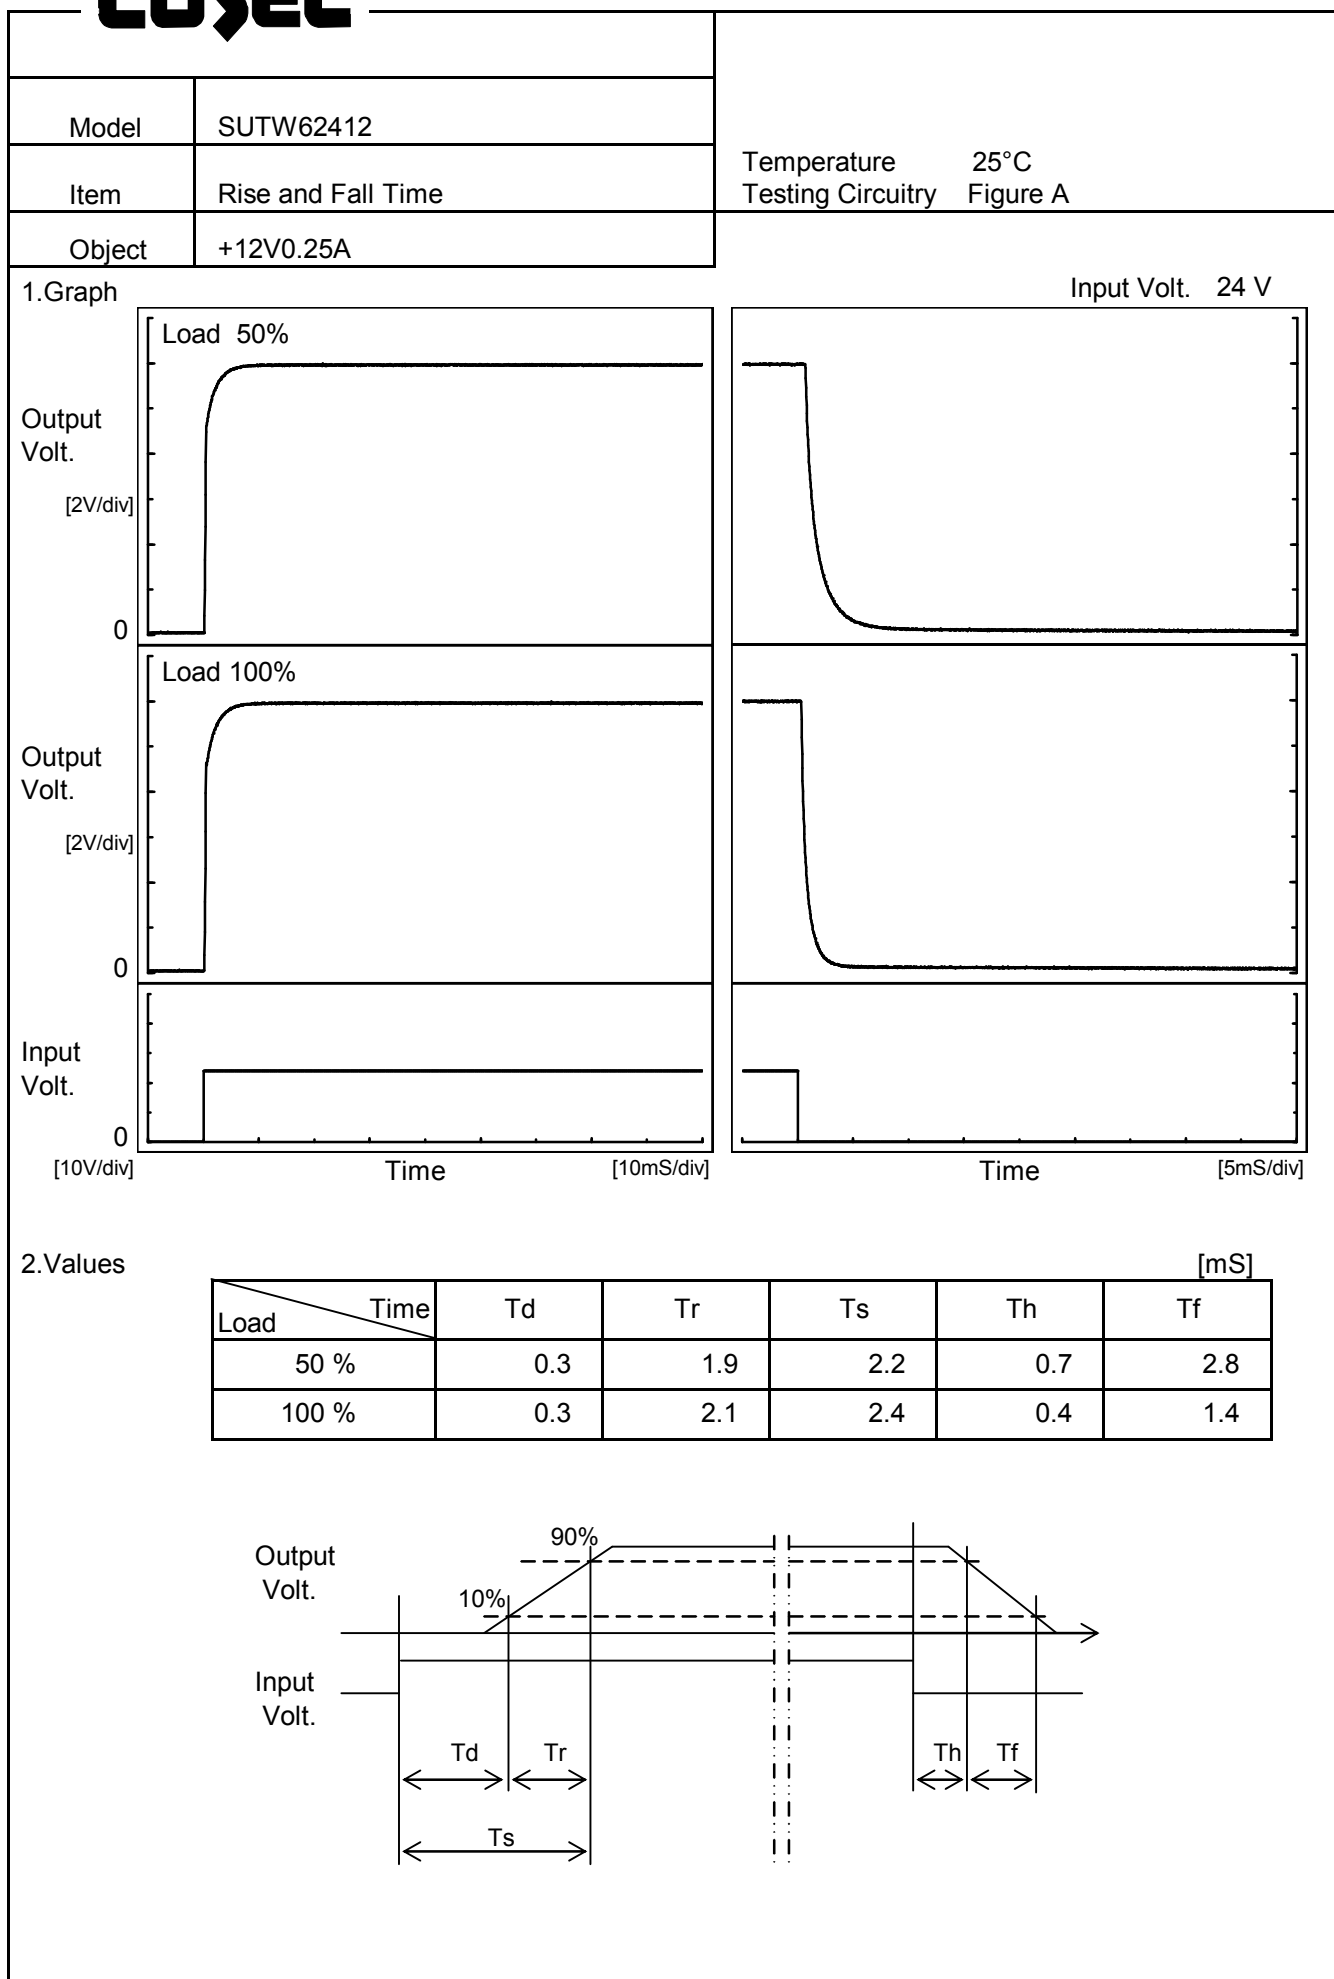 COSEL
Model SUTW62412
Item Rise and Fall Time
Object +12V0.25A
Temperature 25°C
Testing Circuitry Figure A
1.Graph
Input Volt. 24 V
Load 50%
Output
Volt.
[2V/div]
0
Load 100%
Output
Volt.
[2V/div]
0
Input
Volt.
0
[10V/div] Time [10mS/div] Time [5mS/div]
2.Values [mS]
Time Td Tr Ts Th Tf
Load
50 % 0.3 1.9 2.2 0.7 2.8
100 % 0.3 2.1 2.4 0.4 1.4
90%
Output
Volt.
10%
Input
Volt.
Td Tr Th Tf
Ts